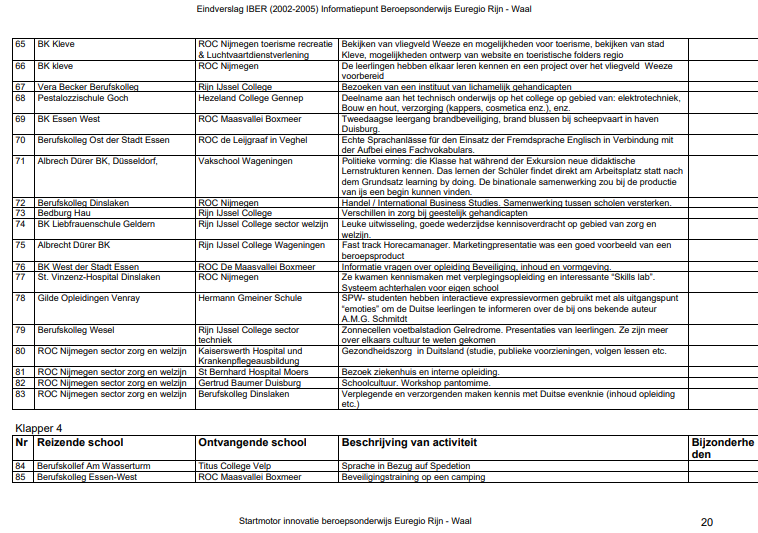 Eindverslag IBER (2002-2005) Informatiepunt Beroepsonderwijs Euregio Rijn - Waal
65 BK Kleve ROC Nijmegen toerisme recreatie Bekijken van vliegveld Weeze en mogelijkheden voor toerisme, bekijken van stad
& Luchtvaartdienstverlening Kleve, mogelijkheden ontwerp van website en toeristische folders regio
66 BK kleve ROC Nijmegen De leerlingen hebben elkaar leren kennen en een project over het vliegveld Weeze
voorbereid
67 Vera Becker Berufskolleg Rijn IJssel College Bezoeken van een instituut van lichamelijk gehandicapten
68 Pestalozzischule Goch Hezeland College Gennep Deelname aan het technisch onderwijs op het college op gebied van: elektrotechniek,
Bouw en hout, verzorging (kappers, cosmetica enz.), enz.
69 BK Essen West ROC Maasvallei Boxmeer Tweedaagse leergang brandbeveiliging, brand blussen bij scheepvaart in haven
Duisburg.
70 Berufskolleg Ost der Stadt Essen ROC de Leijgraaf in Veghel Echte Sprachanlässe für den Einsatz der Fremdsprache Englisch in Verbindung mit
der Aufbei eines Fachvokabulars.
71 Albrech Dürer BK, Düsseldorf, Vakschool Wageningen Politieke vorming: die Klasse hat während der Exkursion neue didaktische
Lernstrukturen kennen. Das lernen der Schüler findet direkt am Arbeitsplatz statt nach
dem Grundsatz learning by doing. De binationale samenwerking zou bij de productie
van ijs een begin kunnen vinden.
72 Berufskolleg Dinslaken ROC Nijmegen Handel / International Business Studies. Samenwerking tussen scholen versterken.
73 Bedburg Hau Rijn IJssel College Verschillen in zorg bij geestelijk gehandicapten
74 BK Liebfrauenschule Geldern Rijn IJssel College sector welzijn Leuke uitwisseling, goede wederzijdse kennisoverdracht op gebied van zorg en
welzijn.
75 Albrecht Dürer BK Rijn IJssel College Wageningen Fast track Horecamanager. Marketingpresentatie was een goed voorbeeld van een
beroepsproduct
76 BK West der Stadt Essen ROC De Maasvallei Boxmeer Informatie vragen over opleiding Beveiliging, inhoud en vormgeving.
77 St. Vinzenz-Hospital Dinslaken ROC Nijmegen Ze kwamen kennismaken met verplegingsopleiding en interessante “Skills lab”.
Systeem achterhalen voor eigen school
78 Gilde Opleidingen Venray Hermann Gmeiner Schule SPW- studenten hebben interactieve expressievormen gebruikt met als uitgangspunt
“emoties” om de Duitse leerlingen te informeren over de bij ons bekende auteur
A.M.G. Schmitdt
79 Berufskolleg Wesel Rijn IJssel College sector Zonnecellen voetbalstadion Gelredrome. Presentaties van leerlingen. Ze zijn meer
techniek over elkaars cultuur te weten gekomen
80 ROC Nijmegen sector zorg en welzijn Kaiserswerth Hospital und Gezondheidszorg in Duitsland (studie, publieke voorzieningen, volgen lessen etc.
Krankenpflegeausbildung
81 ROC Nijmegen sector zorg en welzijn St Bernhard Hospital Moers Bezoek ziekenhuis en interne opleiding.
82 ROC Nijmegen sector zorg en welzijn Gertrud Baumer Duisburg Schoolcultuur. Workshop pantomime.
83 ROC Nijmegen sector zorg en welzijn Berufskolleg Dinslaken Verplegende en verzorgenden maken kennis met Duitse evenknie (inhoud opleiding
etc.)
Klapper 4
Nr Reizende school Ontvangende school Beschrijving van activiteit Bijzonderhe
den
84 Berufskollef Am Wasserturm Titus College Velp Sprache in Bezug auf Spedetion
85 Berufskolleg Essen-West ROC Maasvallei Boxmeer Beveiligingstraining op een camping
Startmotor innovatie beroepsonderwijs Euregio Rijn - Waal 20